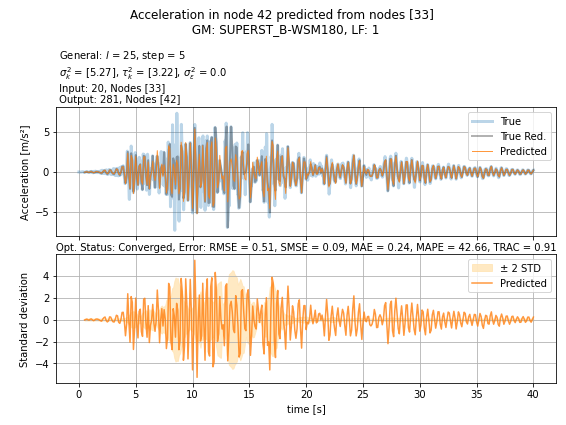 Acceleration in node 42 predicted from nodes [33]
GM: SUPERST_B-WSM180, LF: 1
General: l = 25, step = 5
σ²ₖ = [5.27], τ²ₖ = [3.22], σ²ε = 0.0
Input: 20, Nodes [33]
Output: 281, Nodes [42]
Acceleration [m/s²]
5
0
−5
True
True Red.
Predicted
Opt. Status: Converged, Error: RMSE = 0.51, SMSE = 0.09, MAE = 0.24, MAPE = 42.66, TRAC = 0.91
Standard deviation
4
2
0
−2
−4
± 2 STD
Predicted
0 5 10 15 20 25 30 35 40
time [s]